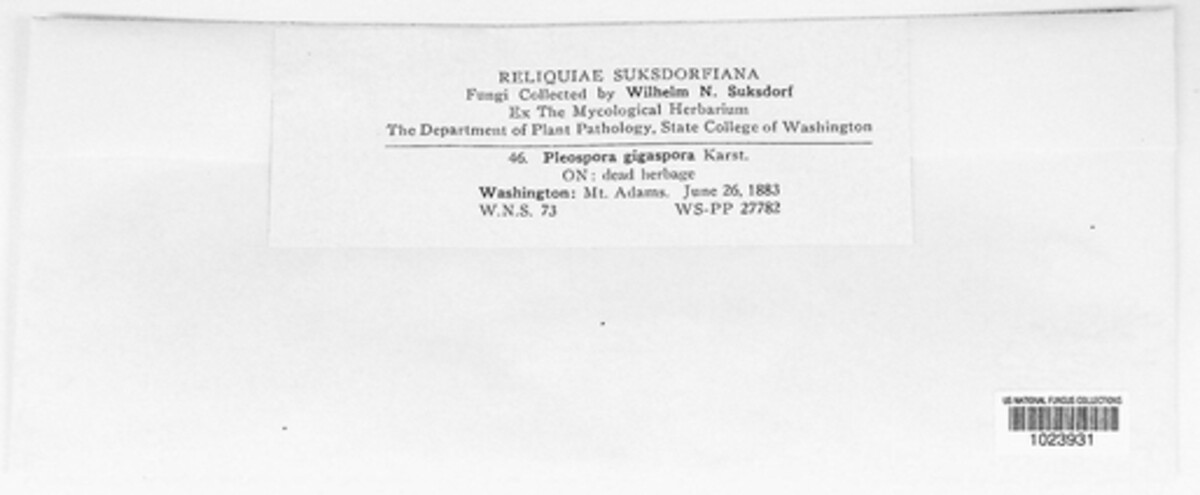 RELIQUIAE SUKSDORFIANA
Fungi Collected by Wilhelm N. Suksdorf
Ex The Mycological Herbarium
The Department of Plant Pathology, State College of Washington
46. Pleospora gigaspora Karst.
ON: dead herbage
Washington: Mt. Adams. June 26, 1883
W.N.S. 73 WS-PP 27782
US NATIONAL FUNGUS COLLECTIONS
1023931